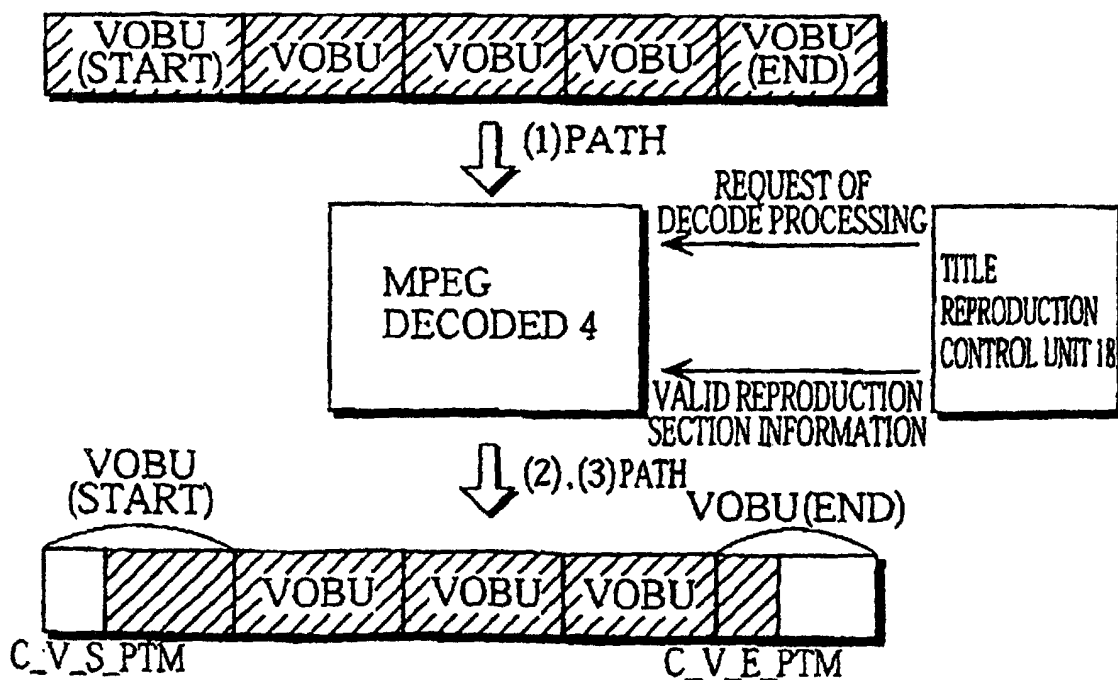 VOBU
(START)
VOBU
VOBU
VOBU
VOBU
(END)
(1)PATH
REQUEST OF
DECODE PROCESSING
MPEG
DECODED 4
TITLE
REPRODUCTION
CONTROL UNIT 18
VALID REPRODUCTION
SECTION INFORMATION
(2),(3)PATH
VOBU
(START)
VOBU(END)
VOBU
VOBU
VOBU
C_V_S_PTM
C_V_E_PTM